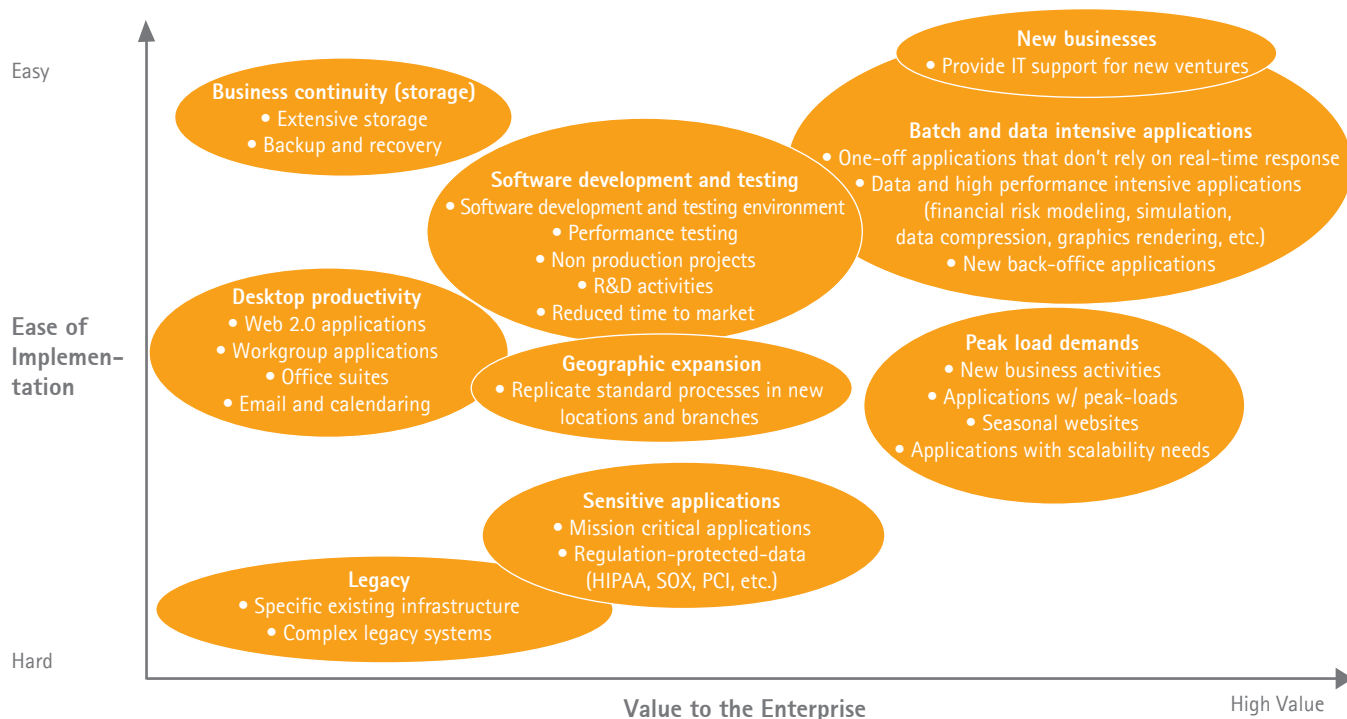 Easy
New businesses
• Provide IT support for new ventures
Business continuity (storage)
• Extensive storage
• Backup and recovery
Batch and data intensive applications
• One-off applications that don't rely on real-time response
• Data and high performance intensive applications
(financial risk modeling, simulation,
data compression, graphics rendering, etc.)
• New back-office applications
Software development and testing
• Software development and testing environment
• Performance testing
• Non production projects
• R&D activities
• Reduced time to market
Desktop productivity
• Web 2.0 applications
• Workgroup applications
• Office suites
• Email and calendaring
Ease of
Implemen-
tation
Geographic expansion
• Replicate standard processes in new
locations and branches
Peak load demands
• New business activities
• Applications w/ peak-loads
• Seasonal websites
• Applications with scalability needs
Sensitive applications
• Mission critical applications
• Regulation-protected-data
(HIPAA, SOX, PCI, etc.)
Legacy
• Specific existing infrastructure
• Complex legacy systems
Hard
Value to the Enterprise
High Value